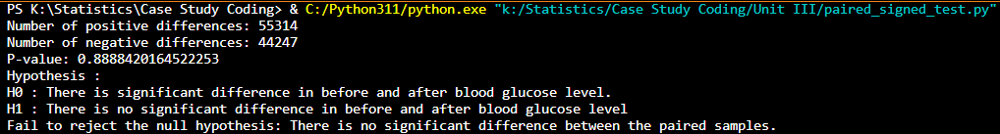 PS K:\Statistics\Case Study Coding> & C:/Python311/python.exe "k:/Statistics/Case Study Coding/Unit III/paired_signed_test.py"
Number of positive differences: 55314
Number of negative differences: 44247
P-value: 0.8888420164522253
Hypothesis :
H0 : There is significant difference in before and after blood glucose level.
H1 : There is no significant difference in before and after blood glucose level
Fail to reject the null hypothesis: There is no significant difference between the paired samples.